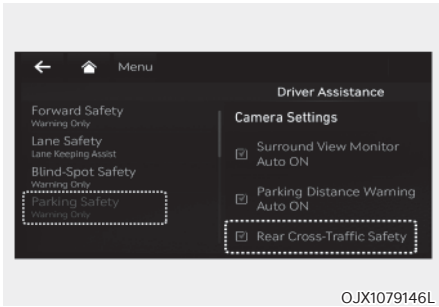 Menu
Driver Assistance
Forward Safety
Warning Only
Lane Safety
Lane Keeping Assist
Blind-Spot Safety
Warning Only
Parking Safety
Warning Only
Camera Settings
Surround View Monitor
Auto ON
Parking Distance Warning
Auto ON
Rear Cross-Traffic Safety
OJX1079146L